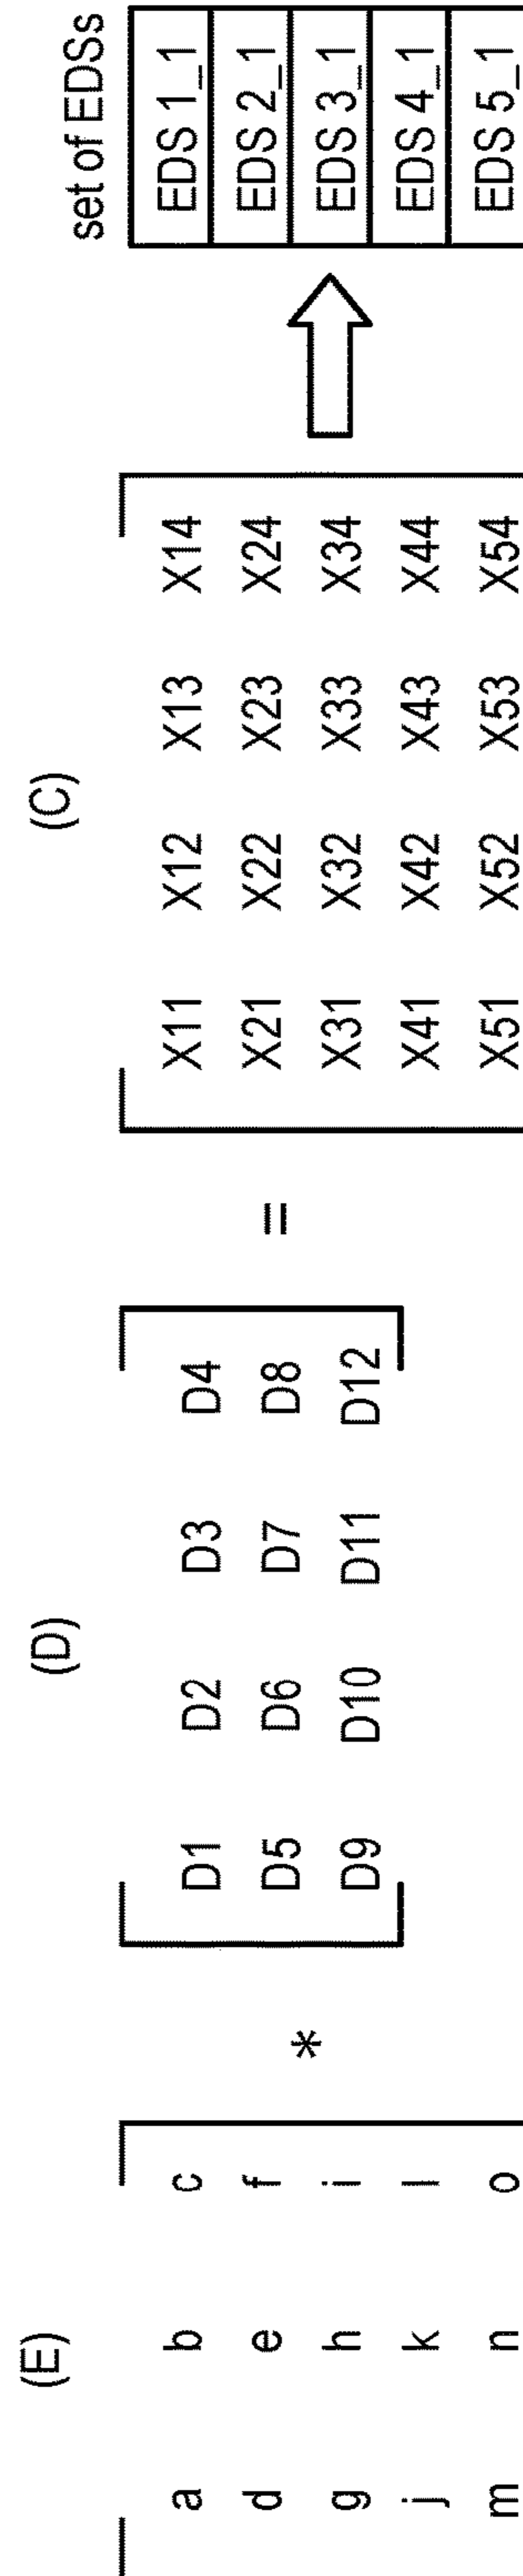 (E)
a b c
d e f
g h i
j k l
m n o
*
(D)
D1 D2 D3 D4
D5 D6 D7 D8
D9 D10 D11 D12
=
(C)
X11 X12 X13 X14
X21 X22 X23 X24
X31 X32 X33 X34
X41 X42 X43 X44
X51 X52 X53 X54
set of EDSs
EDS 1_1
EDS 2_1
EDS 3_1
EDS 4_1
EDS 5_1